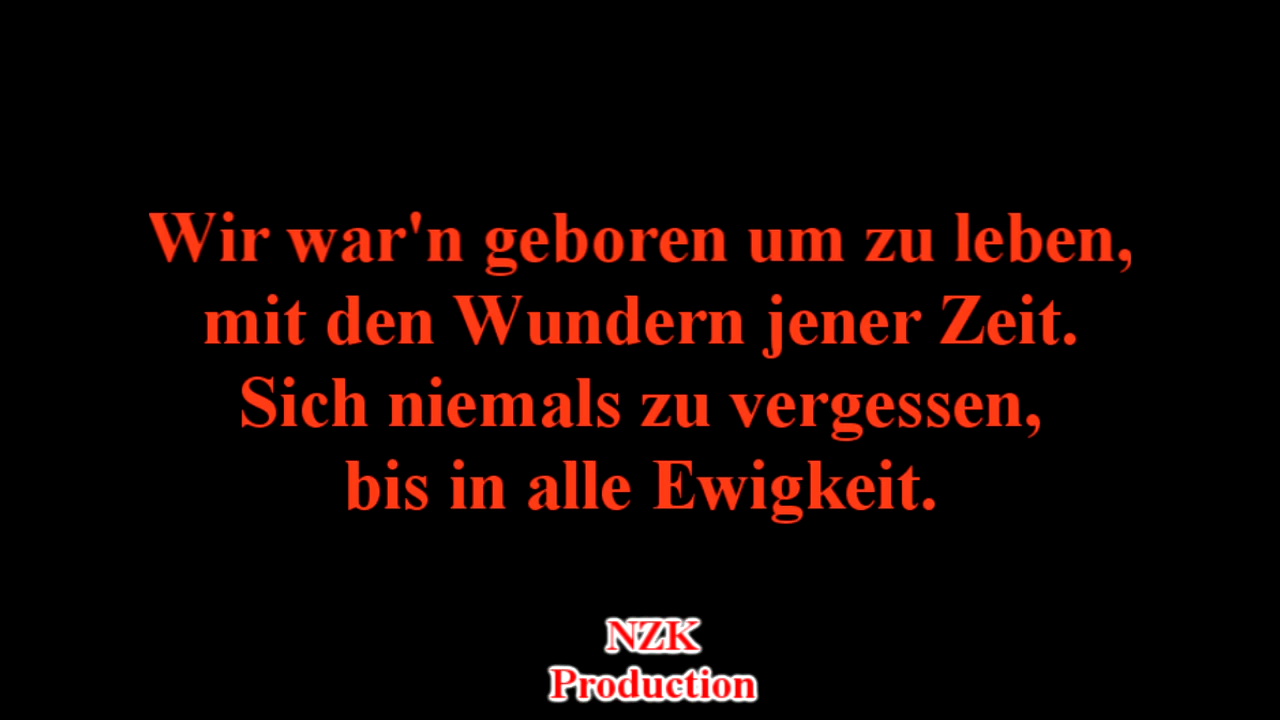 Wir war'n geboren um zu leben,
mit den Wundern jener Zeit.
Sich niemals zu vergessen,
bis in alle Ewigkeit.
NZK
Production